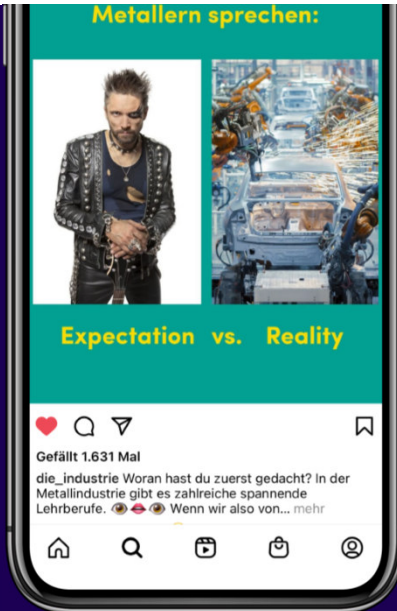 Metallern sprechen:
Expectation vs. Reality
Gefällt 1.631 Mal
die_industrie Woran hast du zuerst gedacht? In der
Metallindustrie gibt es zahlreiche spannende
Lehrberufe. 👁️👄👁️ Wenn wir also von... mehr